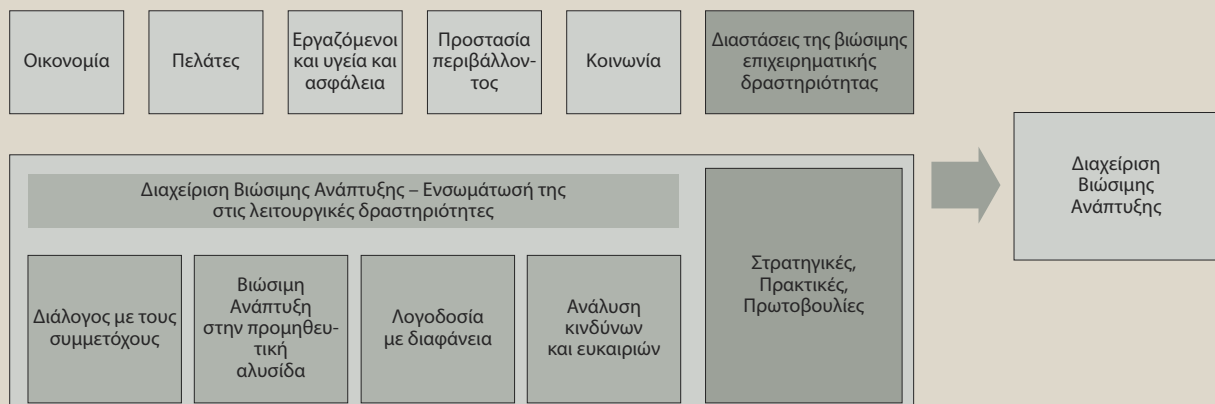 Οικονομία
Πελάτες
Εργαζόμενοι
και υγεία και
ασφάλεια
Προστασία
περιβάλλον-
τος
Κοινωνία
Διαστάσεις της βιώσιμης
επιχειρηματικής
δραστηριότητας
Διαχείριση Βιώσιμης Ανάπτυξης – Ενσωμάτωσή της
στις λειτουργικές δραστηριότητες
Διάλογος με τους
συμμετόχους
Βιώσιμη
Ανάπτυξη
στην προμηθευ-
τική
αλυσίδα
Λογοδοσία
με διαφάνεια
Ανάλυση
κινδύνων
και ευκαιριών
Στρατηγικές,
Πρακτικές,
Πρωτοβουλίες
Διαχείριση
Βιώσιμης
Ανάπτυξης